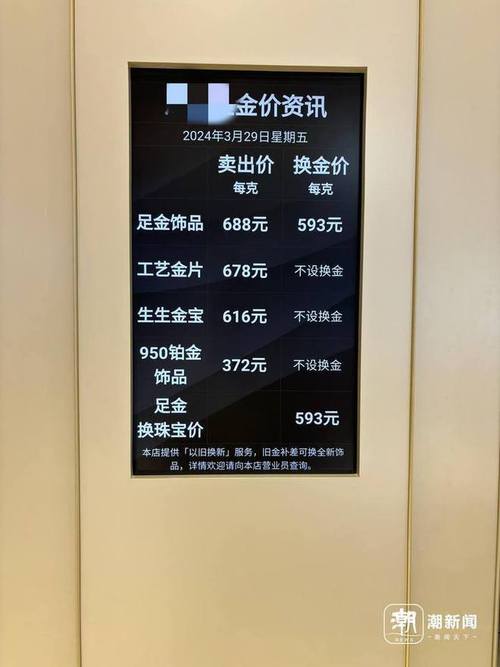 金价资讯
2024年3月29日星期五
卖出价 换金价
每克 每克
足金饰品 688元 593元
工艺金片 678元 不设换金
生生金宝 616元 不设换金
950铂金
饰品 372元 不设换金
足金
换珠宝价 593元
本店提供「以旧换新」服务，旧金补差可换全新饰
品，详情欢迎请向本店营业员查询。
潮 潮新闻
NEWS 新闻天下